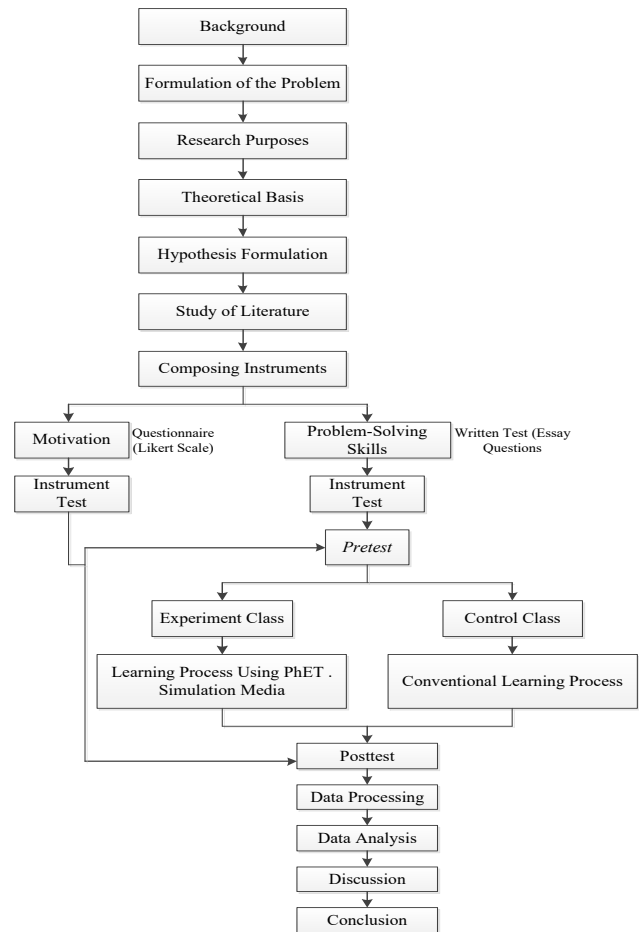 Background
Formulation of the Problem
Research Purposes
Theoretical Basis
Hypothesis Formulation
Study of Literature
Composing Instruments
Motivation
Questionnaire
(Likert Scale)
Problem-Solving
Skills
Written Test (Essay
Questions
Instrument
Test
Instrument
Test
Pretest
Experiment Class
Control Class
Learning Process Using PhET .
Simulation Media
Conventional Learning Process
Posttest
Data Processing
Data Analysis
Discussion
Conclusion